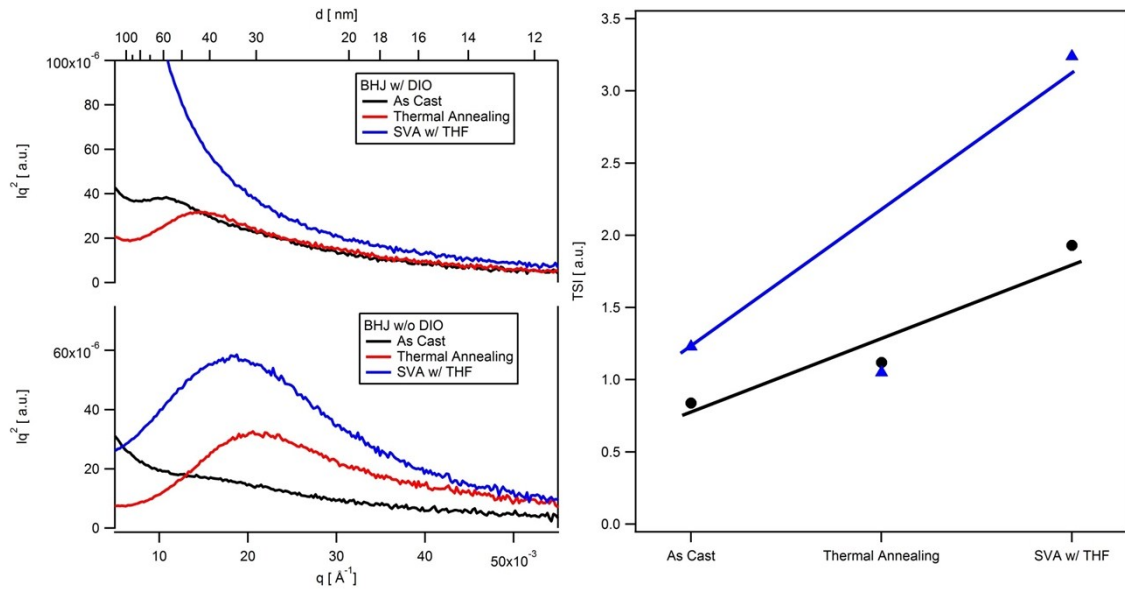 d [ nm]
100 60 40 30 20 18 16 14 12
100x10⁻⁶
80
60
40
20
0
Iq² [ a.u.]
BHJ w/ DIO
As Cast
Thermal Annealing
SVA w/ THF
60x10⁻⁶
40
20
0
Iq² [ a.u.]
BHJ w/o DIO
As Cast
Thermal Annealing
SVA w/ THF
10 20 30 40 50x10⁻³
q [ Å⁻¹]
3.5
3.0
2.5
2.0
1.5
1.0
0.5
0.0
TSI [ a.u.]
As Cast Thermal Annealing SVA w/ THF